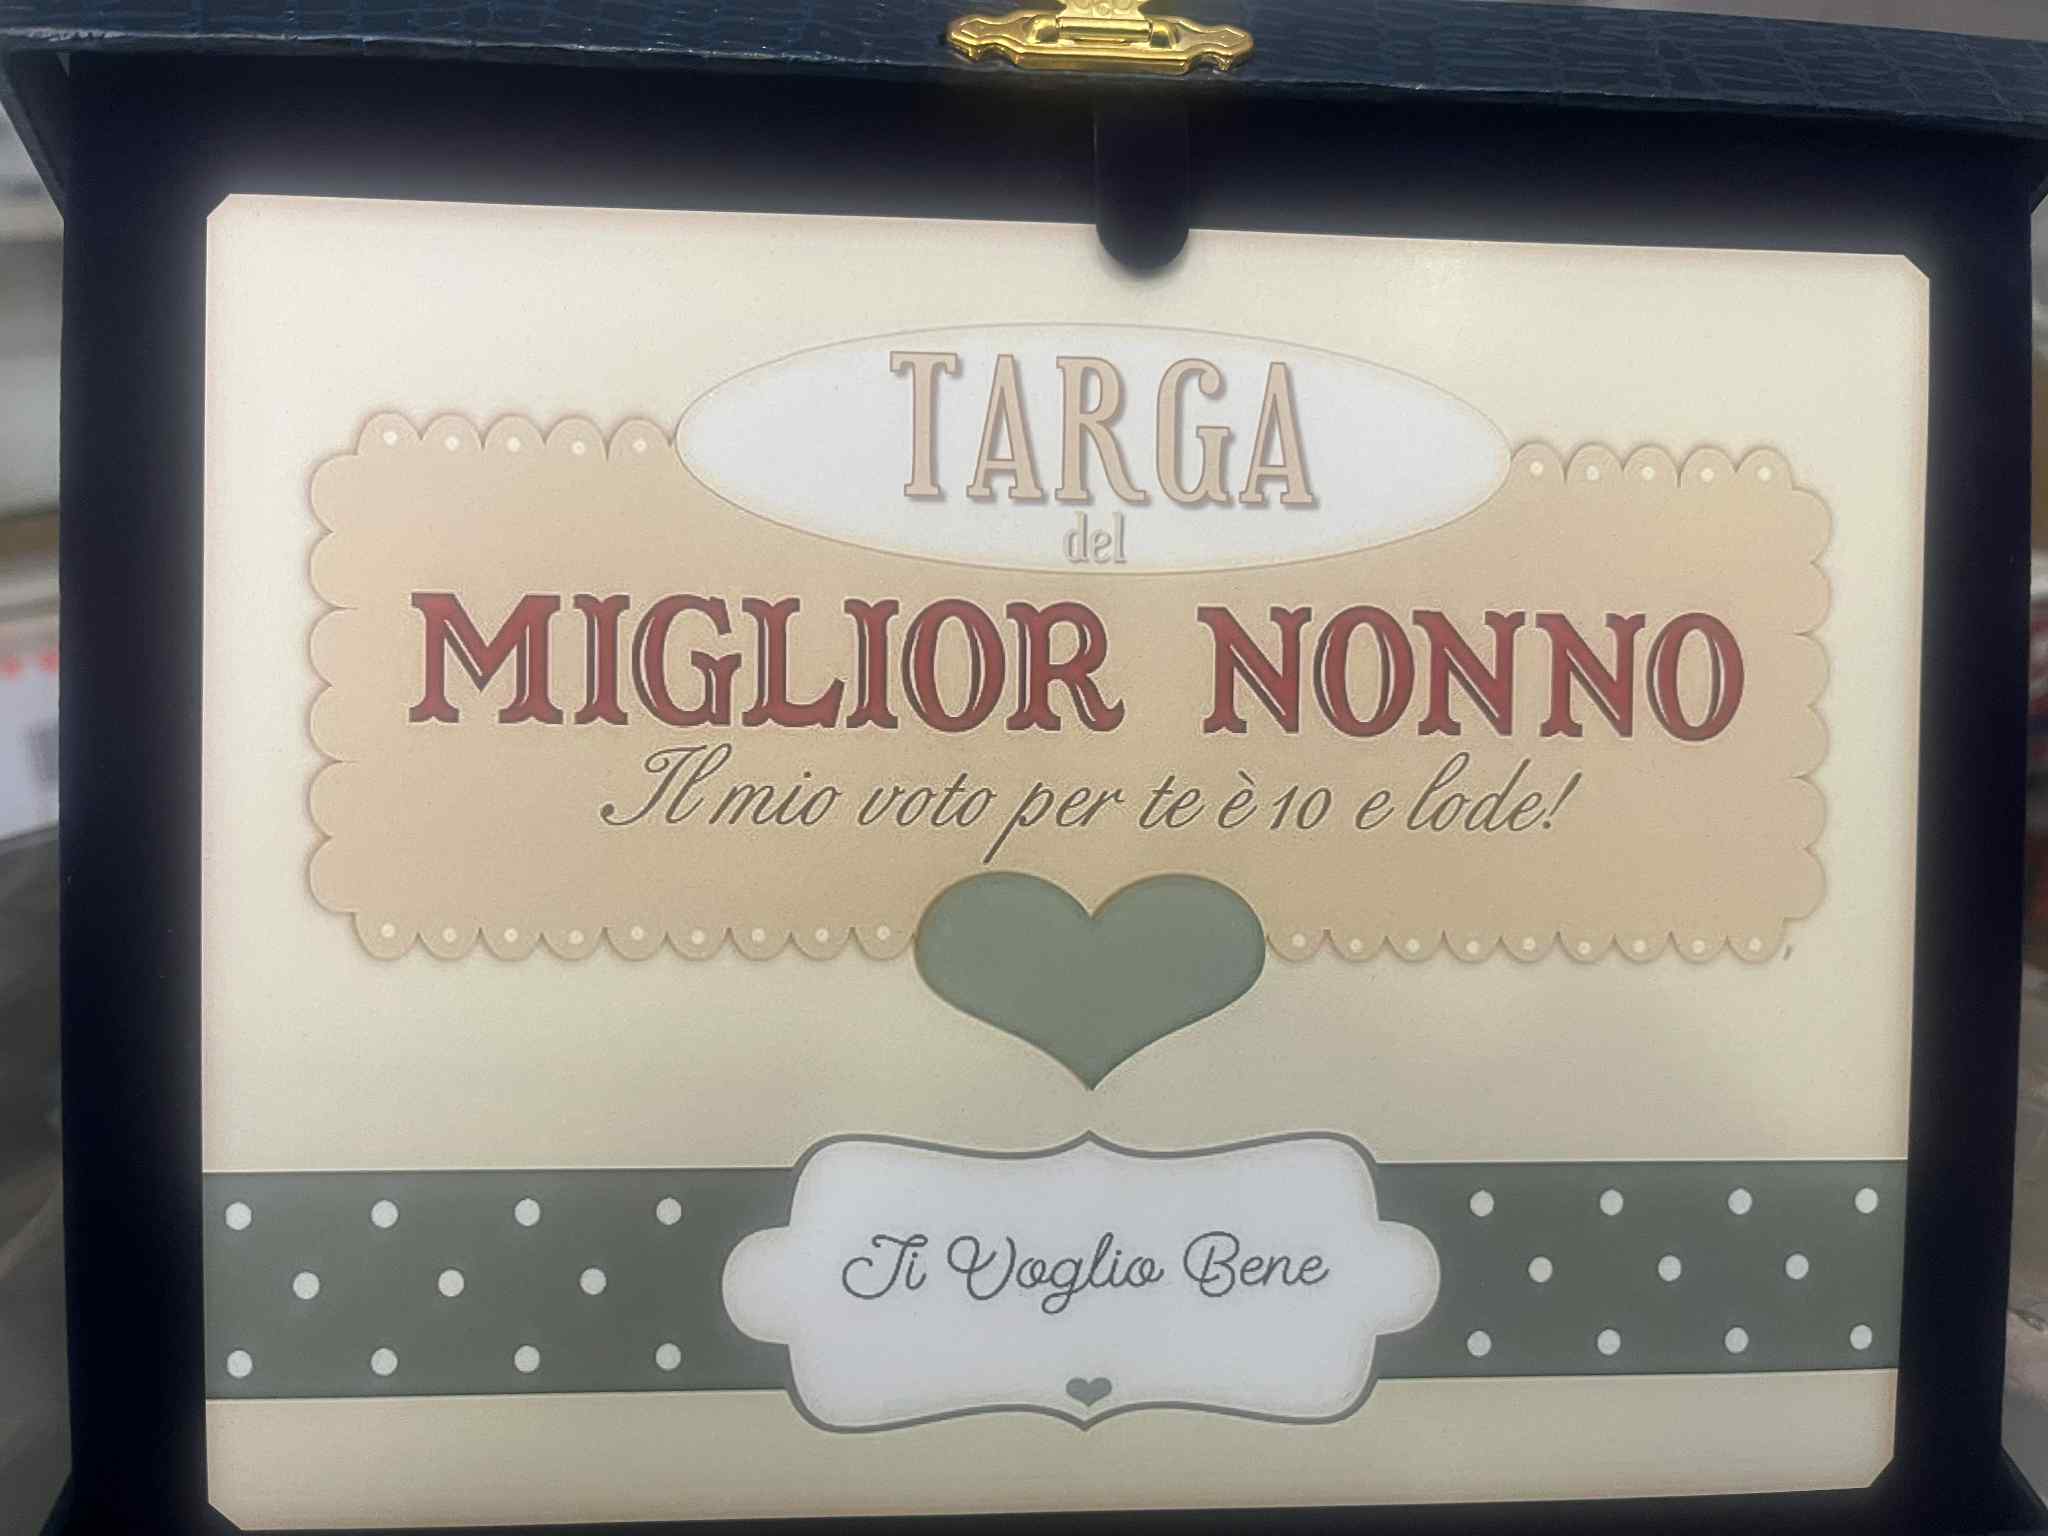 TARGA
del
MIGLIOR NONNO
Il mio voto per te è 10 e lode!
Ti Voglio Bene